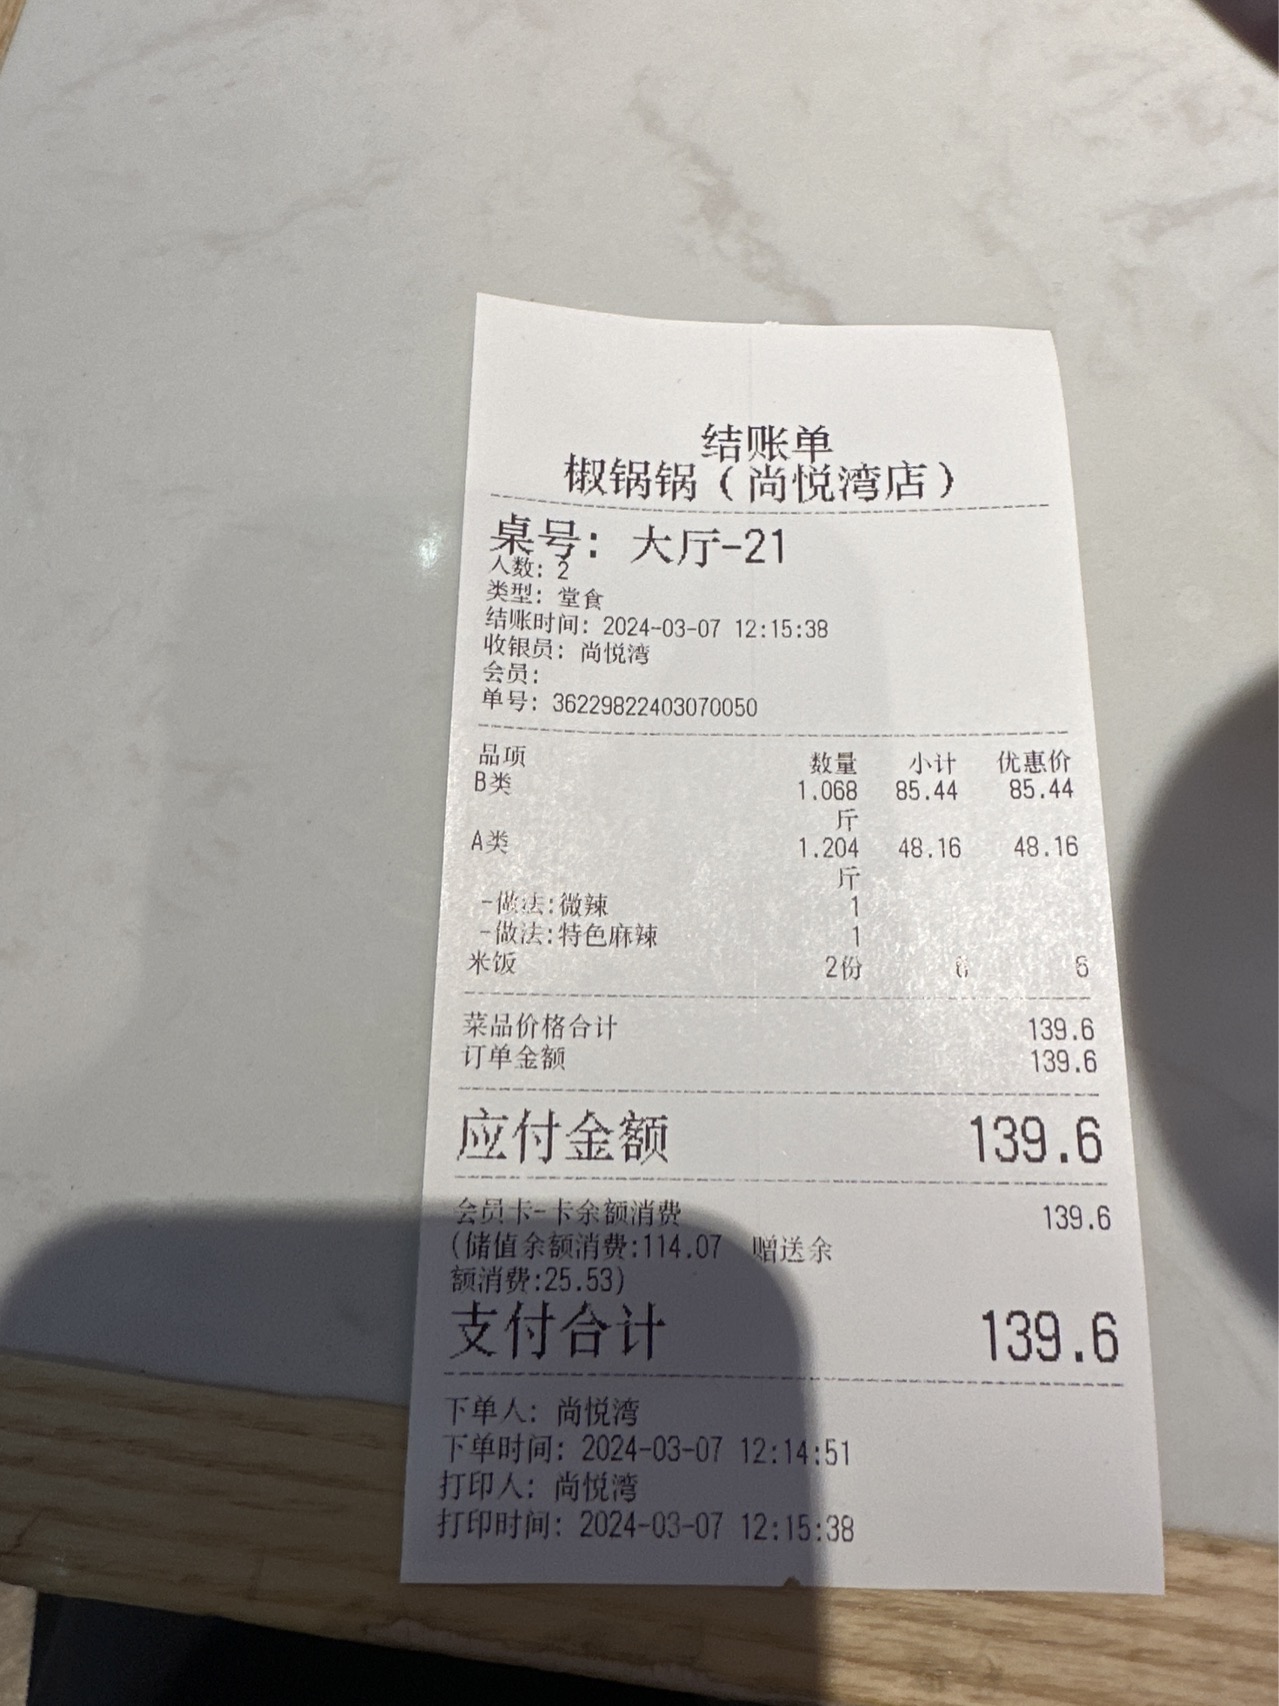 结账单
椒锅锅（尚悦湾店）
桌号：大厅-21
人数：2
类型：堂食
结账时间：2024-03-07 12:15:38
收银员：尚悦湾
会员：
单号：36229822403070050
品项 数量 小计 优惠价
B类 1.068 85.44 85.44
斤
A类 1.204 48.16 48.16
斤
-做法:微辣 1
-做法:特色麻辣 1
米饭 2份 6 6
菜品价格合计 139.6
订单金额 139.6
应付金额 139.6
会员卡-卡余额消费 139.6
(储值余额消费:114.07 赠送余
额消费:25.53)
支付合计 139.6
下单人：尚悦湾
下单时间：2024-03-07 12:14:51
打印人：尚悦湾
打印时间：2024-03-07 12:15:38